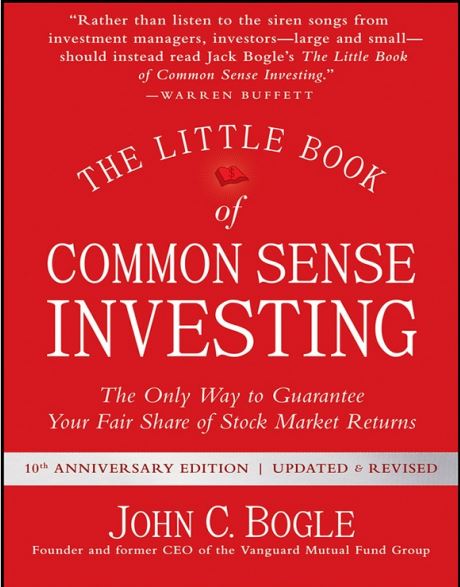 “Rather than listen to the siren songs from
investment managers, investors—large and small—
should instead read Jack Bogle’s The Little Book
of Common Sense Investing.”
—WARREN BUFFETT
THE LITTLE BOOK
$
of
COMMON SENSE
INVESTING
The Only Way to Guarantee
Your Fair Share of Stock Market Returns
10th ANNIVERSARY EDITION | UPDATED & REVISED
JOHN C. BOGLE
Founder and former CEO of the Vanguard Mutual Fund Group